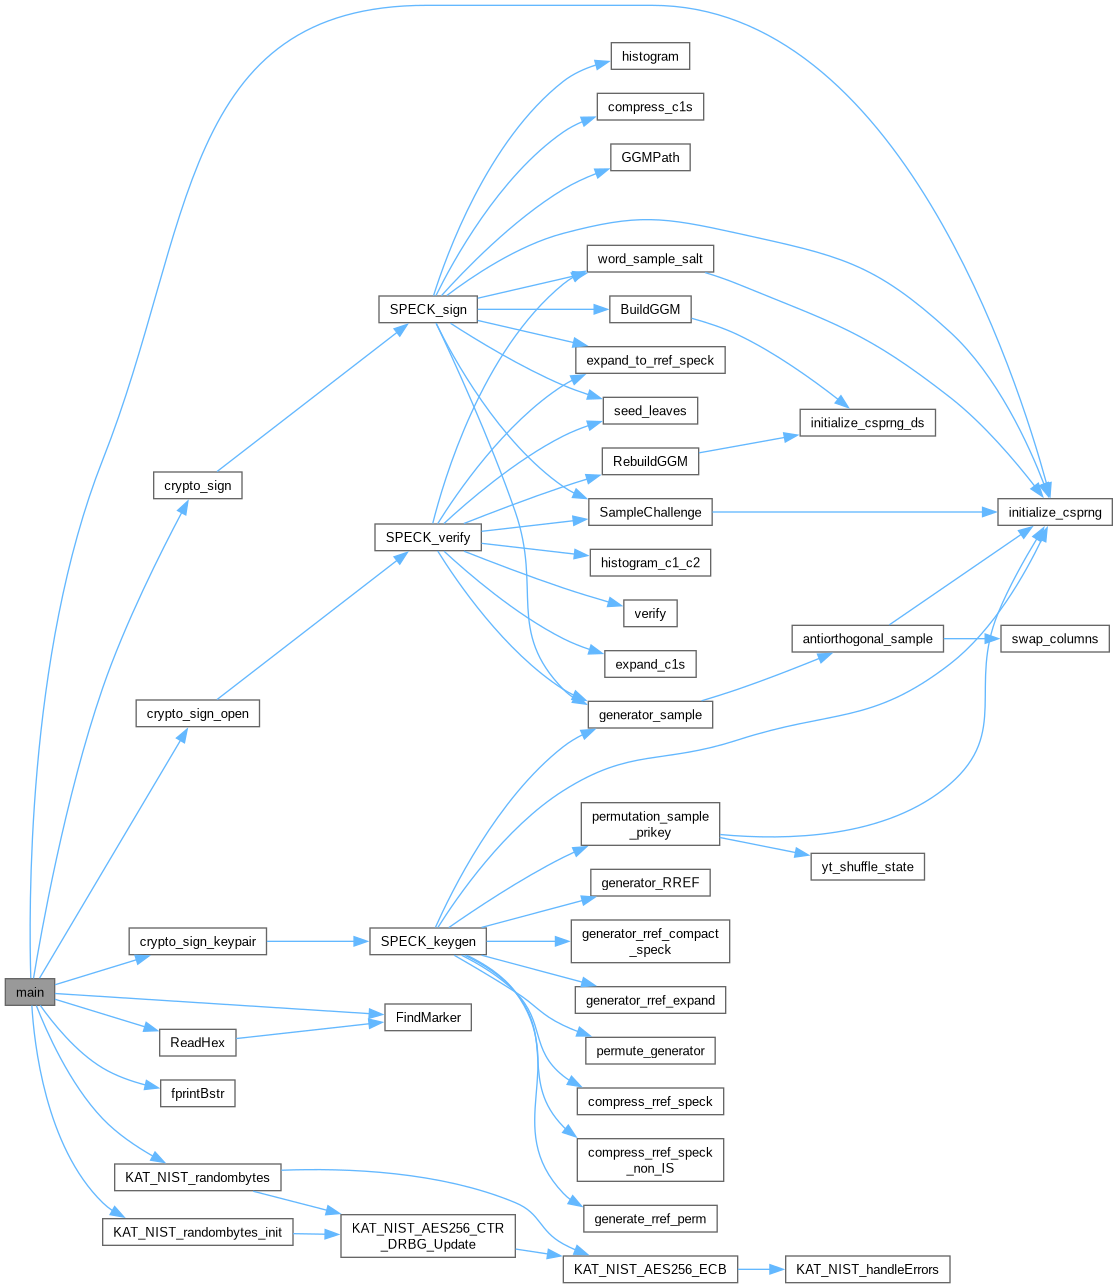 histogram
compress_c1s
GGMPath
word_sample_salt
SPECK_sign
BuildGGM
expand_to_rref_speck
seed_leaves
initialize_csprng_ds
RebuildGGM
crypto_sign
SampleChallenge
initialize_csprng
SPECK_verify
histogram_c1_c2
verify
antiorthogonal_sample
swap_columns
expand_c1s
crypto_sign_open
generator_sample
permutation_sample
_prikey
yt_shuffle_state
generator_RREF
crypto_sign_keypair
SPECK_keygen
generator_rref_compact
_speck
main
generator_rref_expand
FindMarker
ReadHex
permute_generator
fprintBstr
compress_rref_speck
compress_rref_speck
_non_IS
KAT_NIST_randombytes
generate_rref_perm
KAT_NIST_randombytes_init
KAT_NIST_AES256_CTR
_DRBG_Update
KAT_NIST_AES256_ECB
KAT_NIST_handleErrors